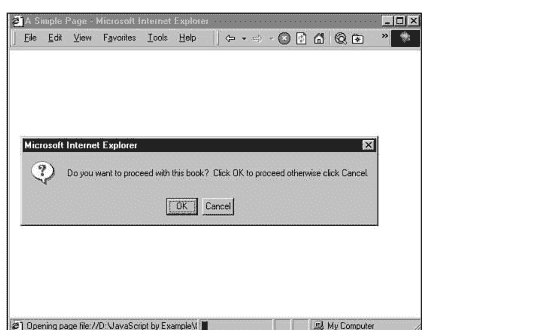 A Simple Page - Microsoft Internet Explorer
File Edit View Favorites Tools Help »
Microsoft Internet Explorer
Do you want to proceed with this book? Click OK to proceed otherwise click Cancel.
OK Cancel
Opening page file://D:\JavaScript by Example\ My Computer